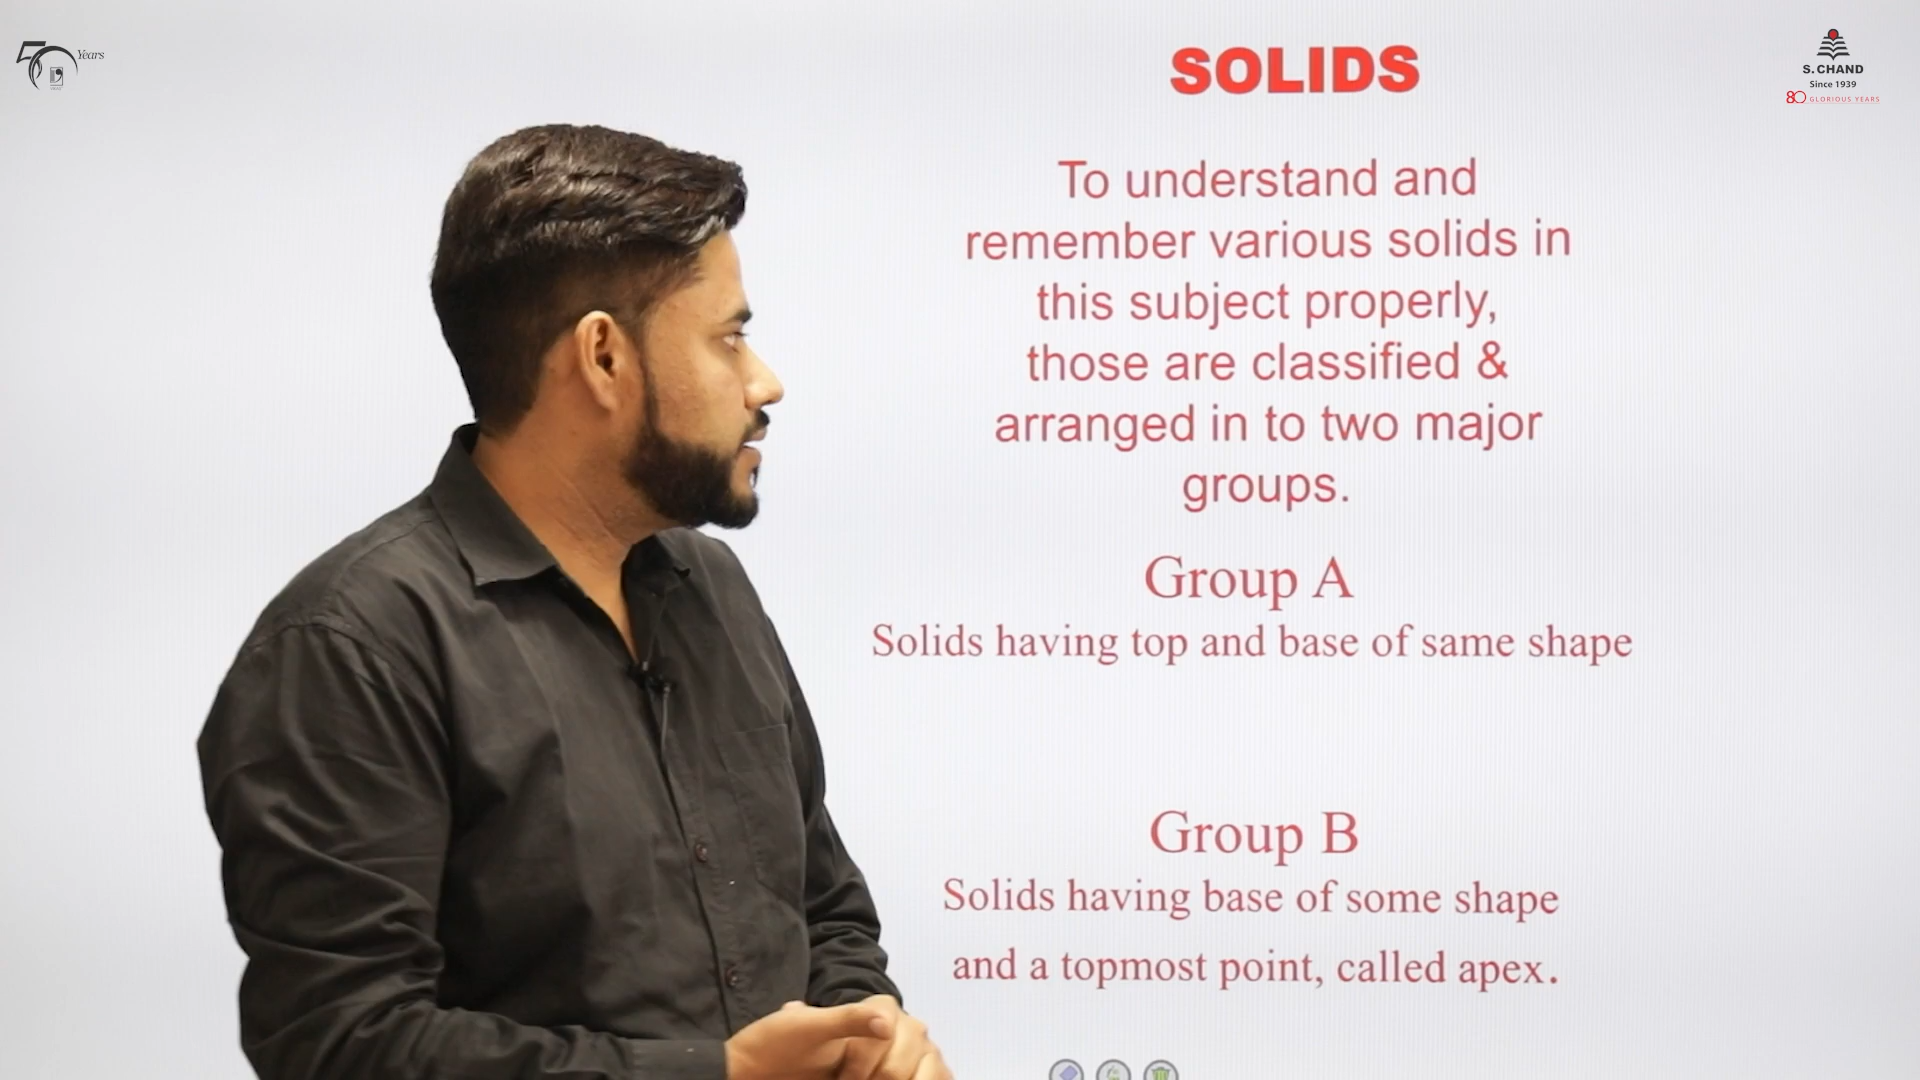 50 Years
SOLIDS
S. CHAND
Since 1939
80 GLORIOUS YEARS
To understand and
remember various solids in
this subject properly,
those are classified &
arranged in to two major
groups.
Group A
Solids having top and base of same shape
Group B
Solids having base of some shape
and a topmost point, called apex.